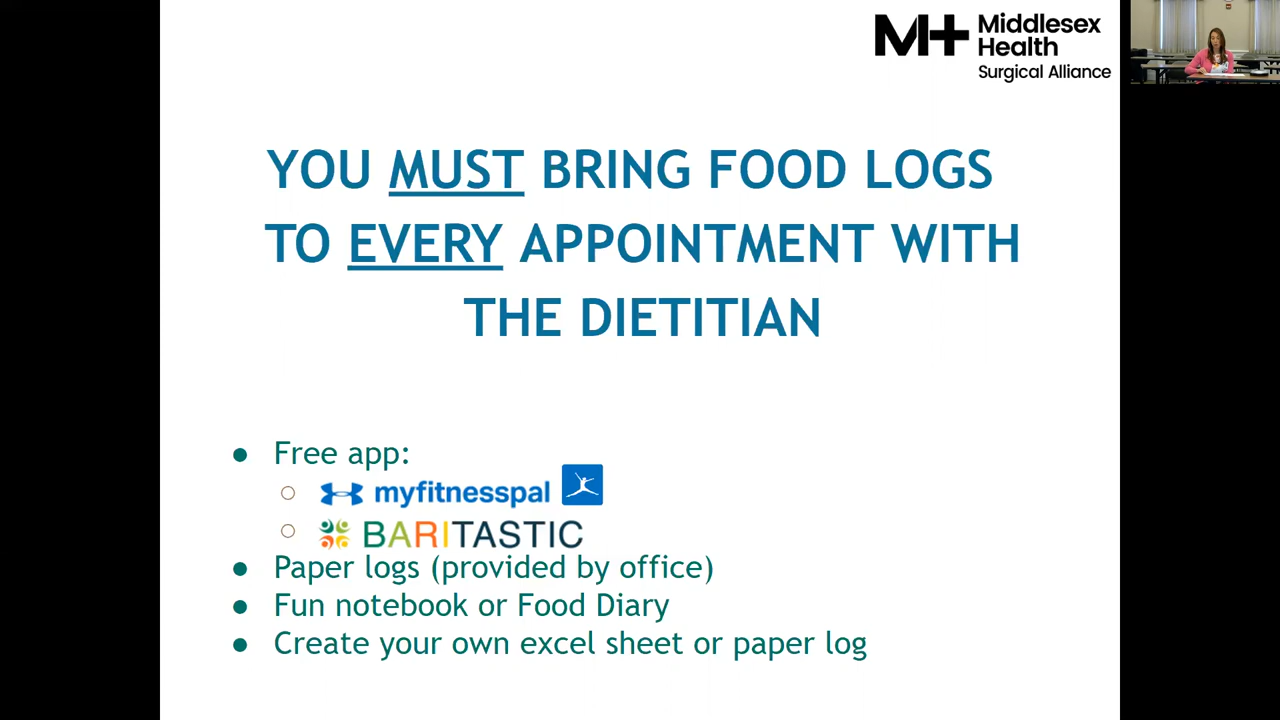 Middlesex
Health
Surgical Alliance
YOU MUST BRING FOOD LOGS
TO EVERY APPOINTMENT WITH
THE DIETITIAN
● Free app:
○ myfitnesspal
○ BARITASTIC
● Paper logs (provided by office)
● Fun notebook or Food Diary
● Create your own excel sheet or paper log